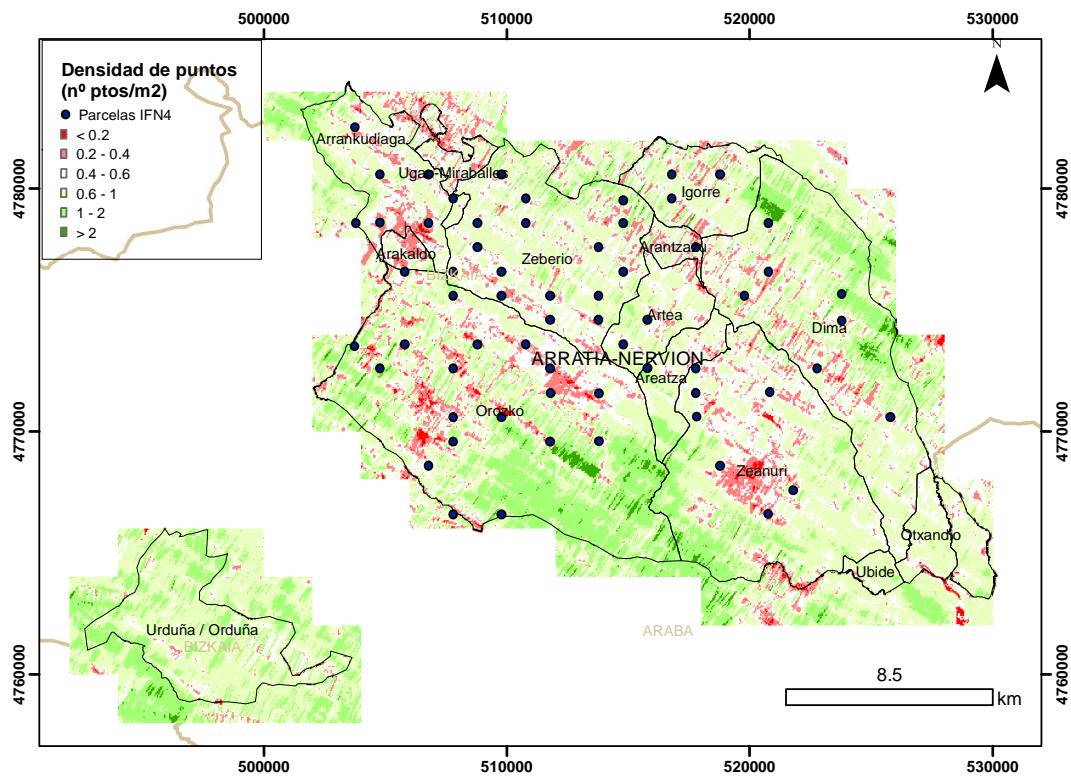 500000
510000
520000
530000
N
Densidad de puntos
(nº ptos/m2)
Parcelas IFN4
< 0.2
0.2 - 0.4
0.4 - 0.6
0.6 - 1
1 - 2
> 2
4780000
4770000
4760000
4780000
4770000
4760000
Arrankudiaga
Ugao-Miraballes
Igorre
Arakaldo
Zeberio
Arantzazu
BIZKAIA
Artea
Dima
ARRATIA-NERVION
Areatza
Orozko
Zeanuri
Otxandio
Ubide
Urduña / Orduña
BIZKAIA
ARABA
8.5
km
500000
510000
520000
530000